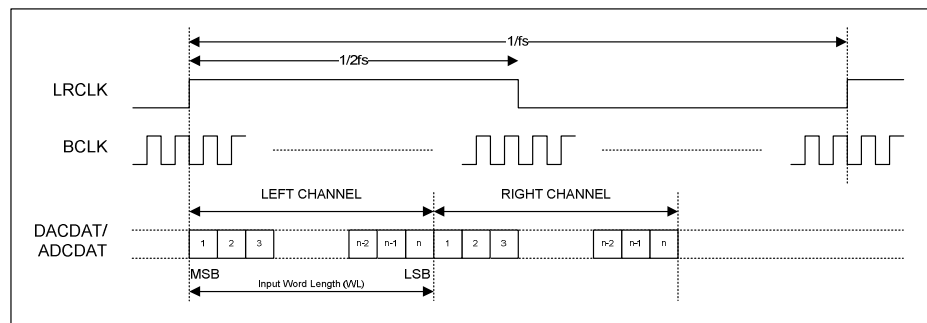 1/fs
1/2fs
LRCLK
BCLK
LEFT CHANNEL
RIGHT CHANNEL
DACDAT/
ADCDAT
1 2 3 n-2 n-1 n 1 2 3 n-2 n-1 n
MSB LSB
Input Word Length (WL)